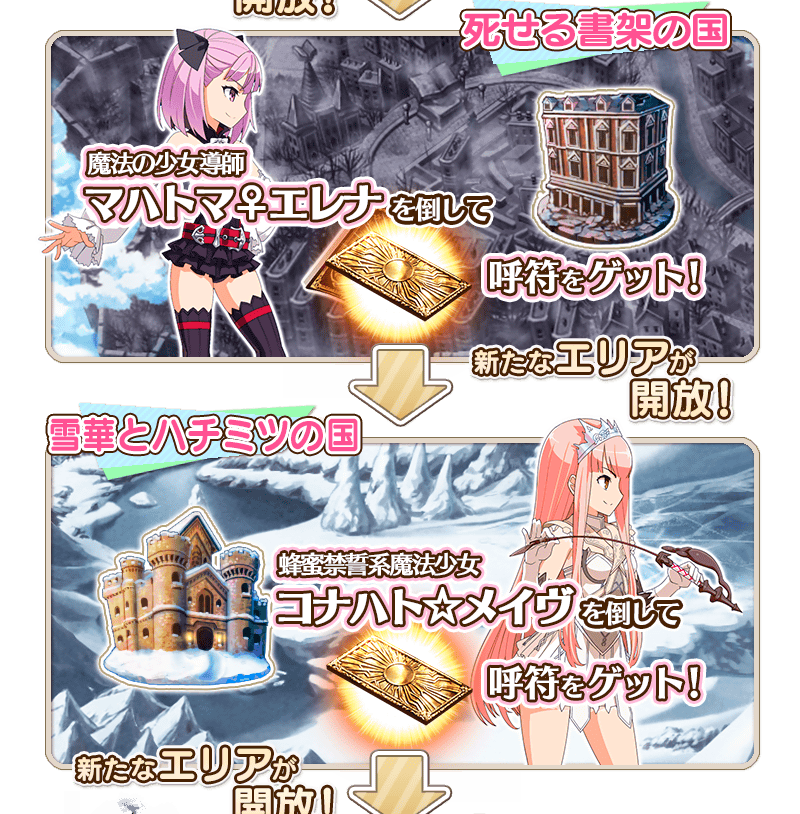 開放！
死せる書架の国
魔法の少女導師
マハトマ♀エレナを倒して
呼符をゲット！
新たなエリアが
開放！
雪華とハチミツの国
蜂蜜禁誓系魔法少女
コナハト☆メイヴを倒して
呼符をゲット！
新たなエリアが
開放！